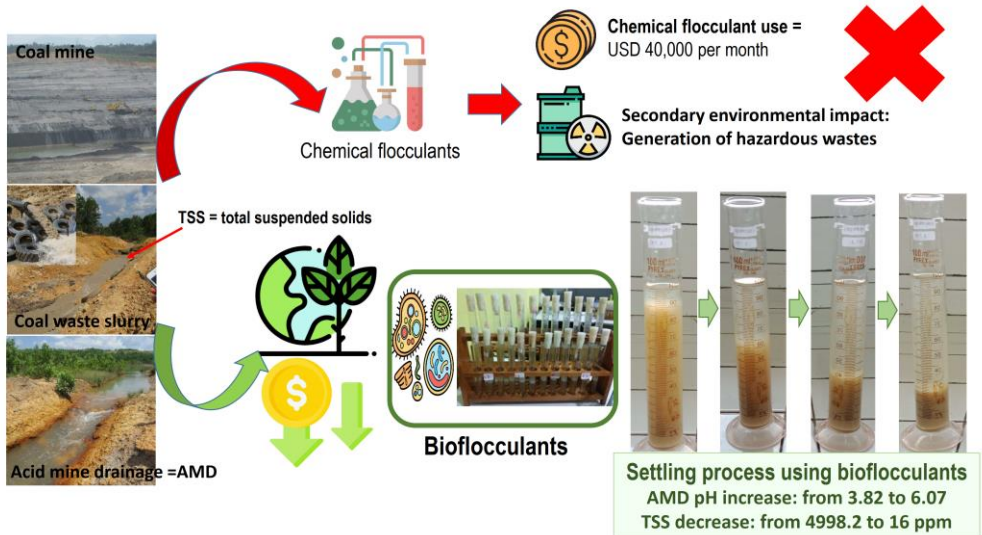 Coal mine
Chemical flocculants
Chemical flocculant use =
USD 40,000 per month
Secondary environmental impact:
Generation of hazardous wastes
TSS = total suspended solids
Coal waste slurry
Acid mine drainage =AMD
Bioflocculants
Settling process using bioflocculants
AMD pH increase: from 3.82 to 6.07
TSS decrease: from 4998.2 to 16 ppm